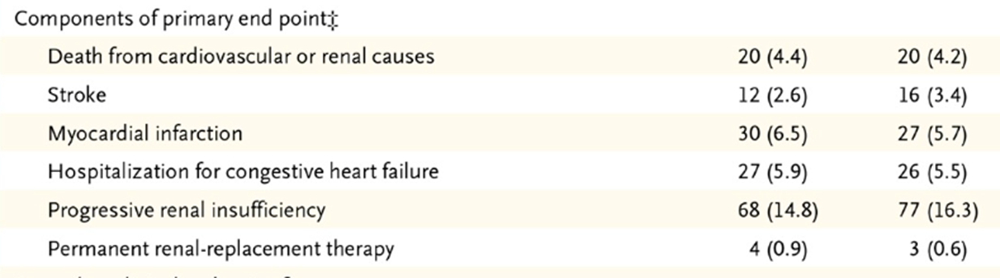 Components of primary end point‡
Death from cardiovascular or renal causes 20 (4.4) 20 (4.2)
Stroke 12 (2.6) 16 (3.4)
Myocardial infarction 30 (6.5) 27 (5.7)
Hospitalization for congestive heart failure 27 (5.9) 26 (5.5)
Progressive renal insufficiency 68 (14.8) 77 (16.3)
Permanent renal-replacement therapy 4 (0.9) 3 (0.6)